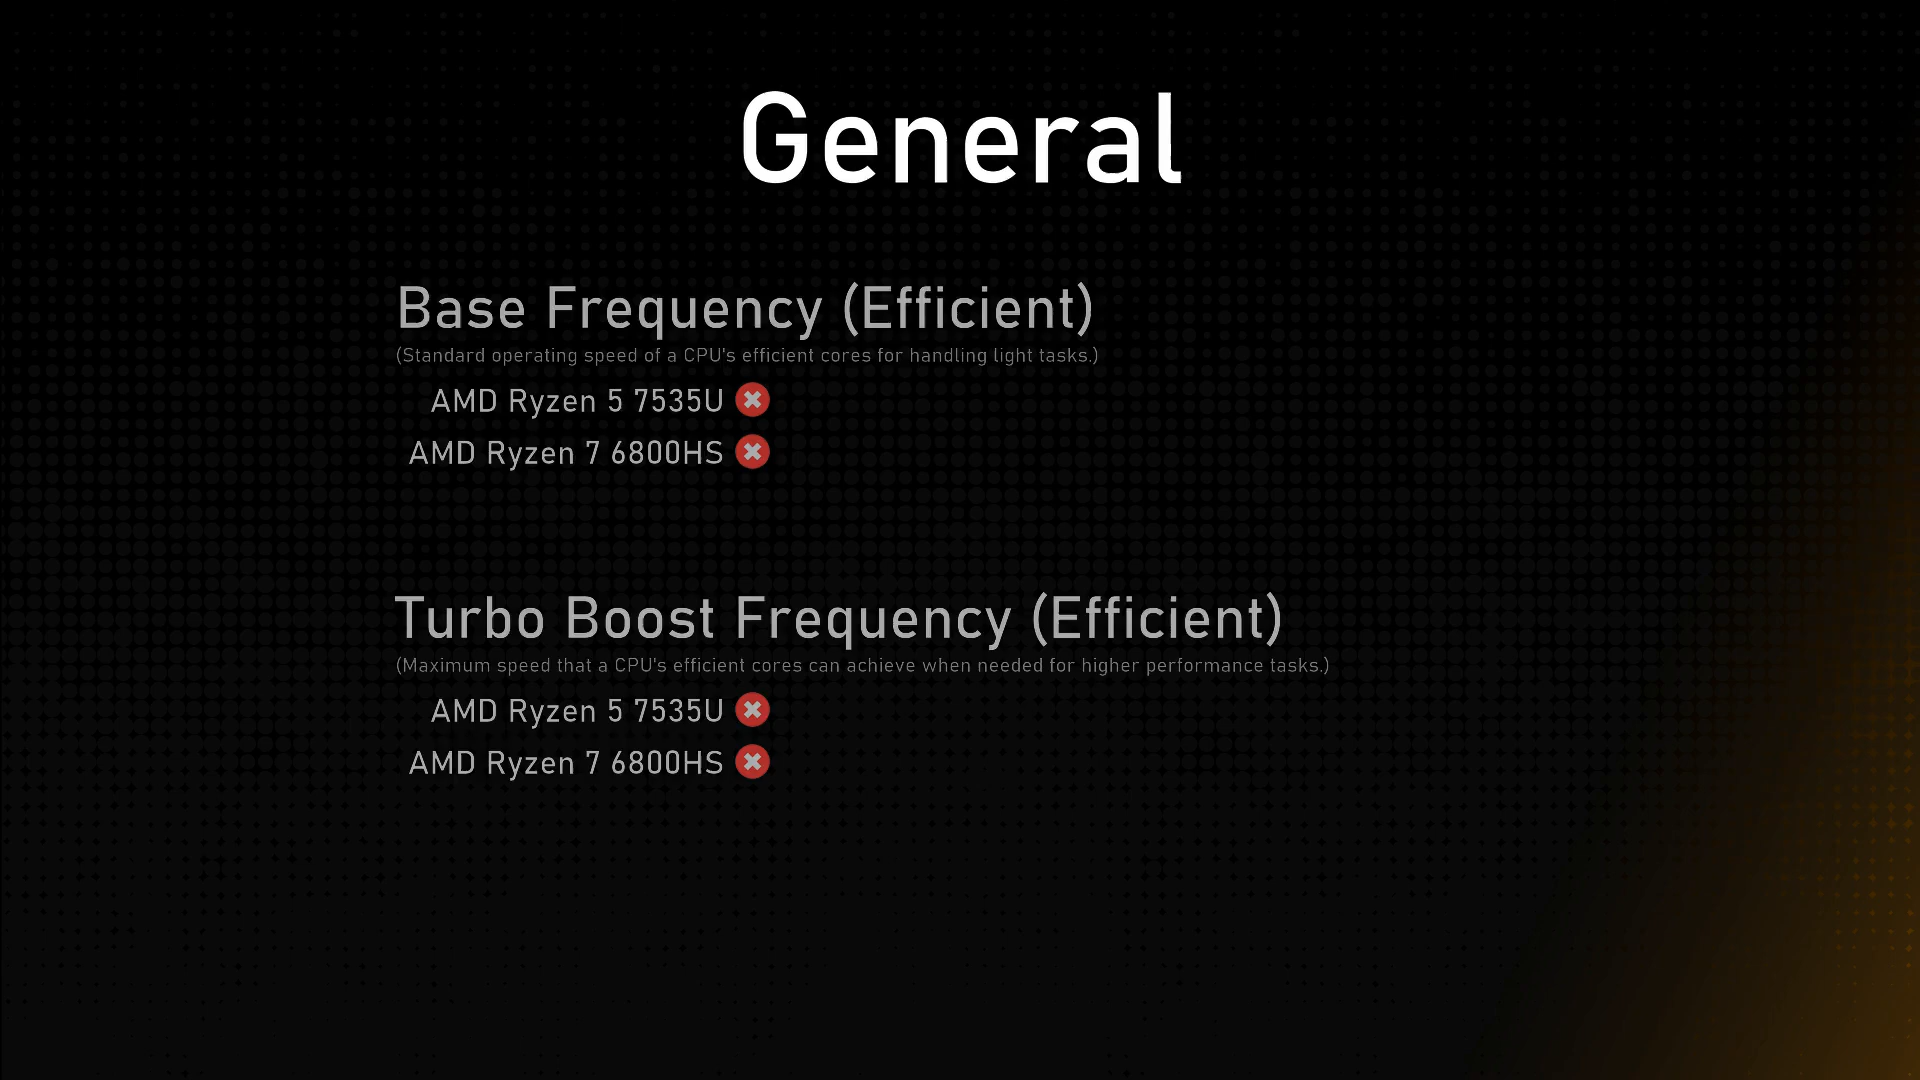 General
Base Frequency (Efficient)
(Standard operating speed of a CPU's efficient cores for handling light tasks.)
AMD Ryzen 5 7535U
AMD Ryzen 7 6800HS
Turbo Boost Frequency (Efficient)
(Maximum speed that a CPU's efficient cores can achieve when needed for higher performance tasks.)
AMD Ryzen 5 7535U
AMD Ryzen 7 6800HS